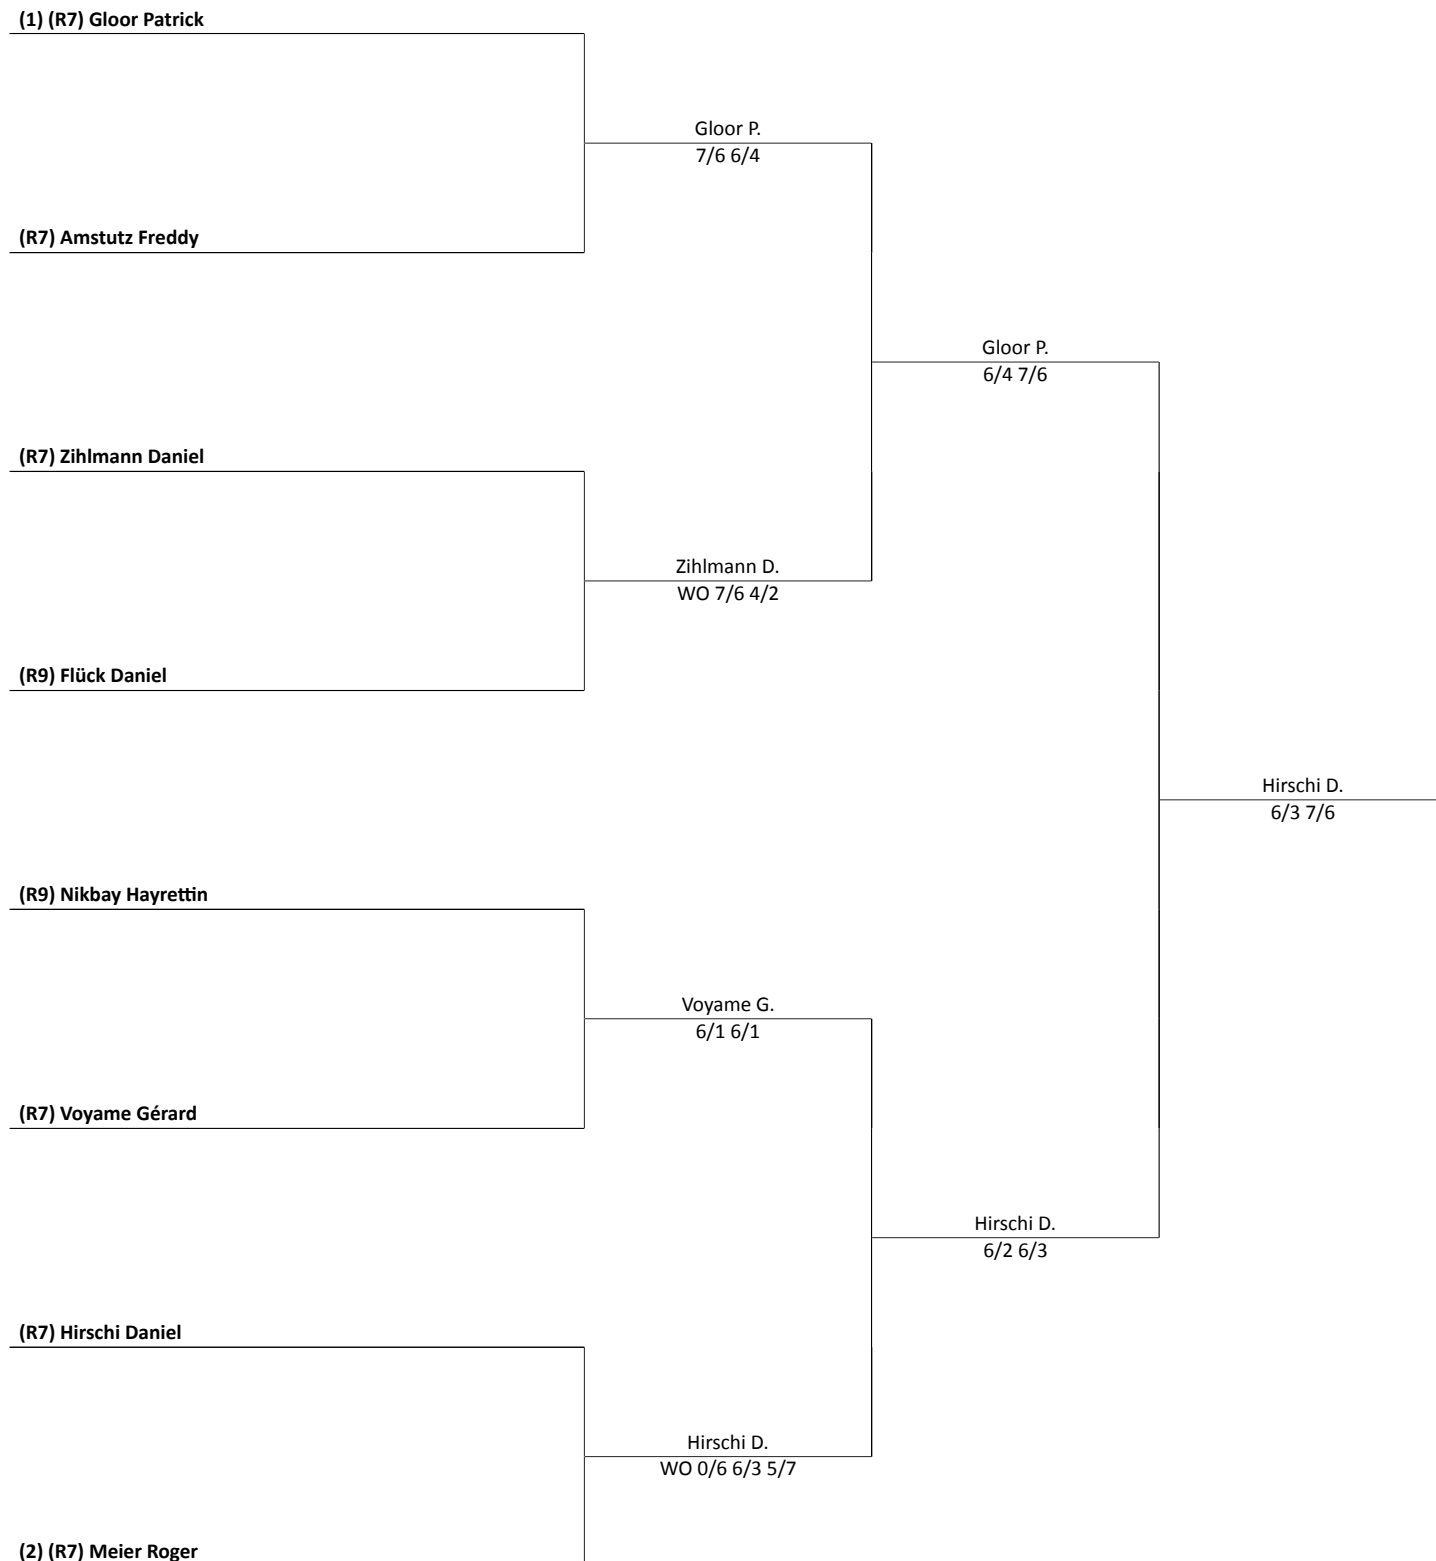 (1) (R7) Gloor Patrick
Gloor P.
7/6 6/4
(R7) Amstutz Freddy
Gloor P.
6/4 7/6
(R7) Zihlmann Daniel
Zihlmann D.
WO 7/6 4/2
(R9) Flück Daniel
Hirschi D.
6/3 7/6
(R9) Nikbay Hayrettin
Voyame G.
6/1 6/1
(R7) Voyame Gérard
Hirschi D.
6/2 6/3
(R7) Hirschi Daniel
Hirschi D.
WO 0/6 6/3 5/7
(2) (R7) Meier Roger